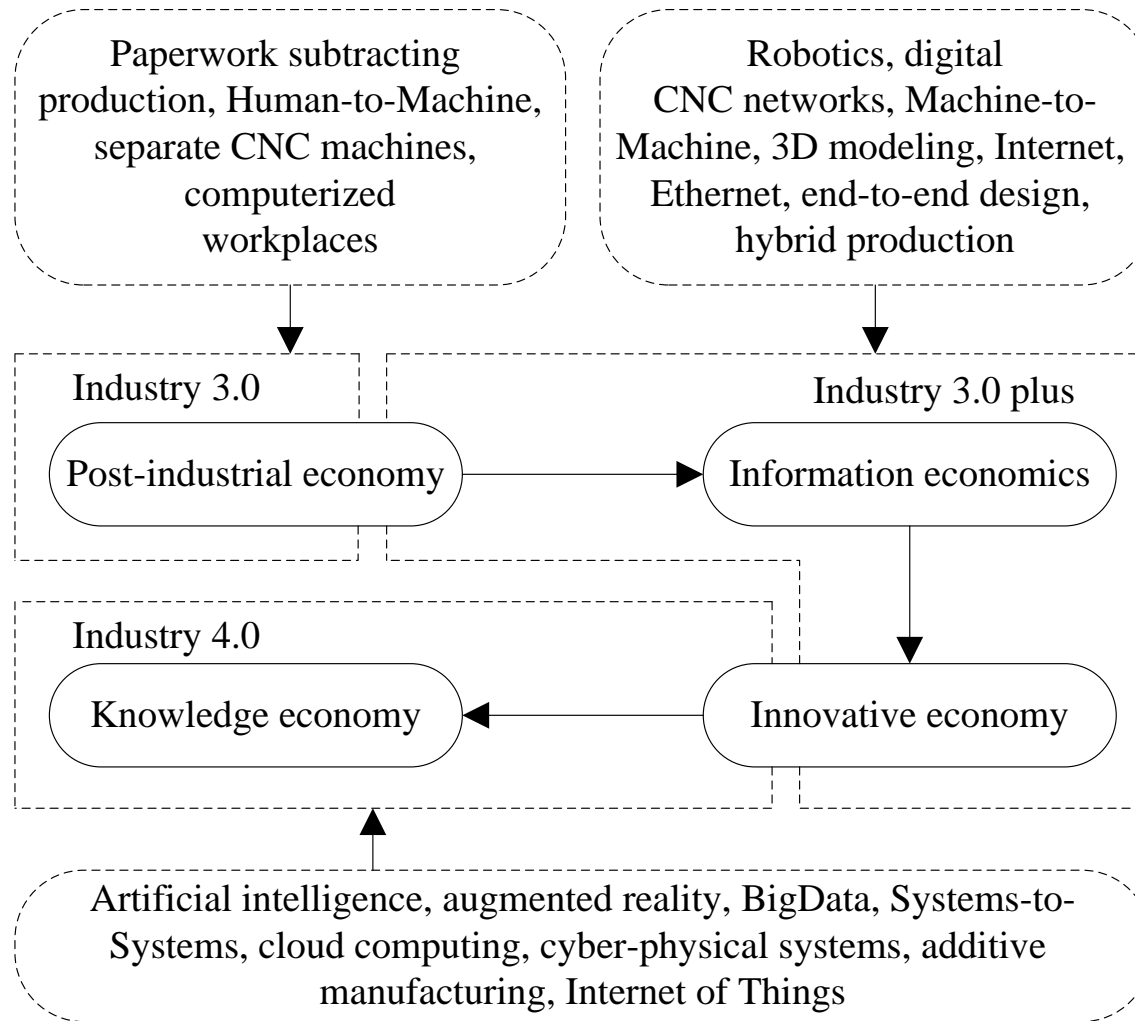 Paperwork subtracting
production, Human-to-Machine,
separate CNC machines,
computerized
workplaces
Robotics, digital
CNC networks, Machine-to-
Machine, 3D modeling, Internet,
Ethernet, end-to-end design,
hybrid production
Industry 3.0
Industry 3.0 plus
Post-industrial economy
Information economics
Industry 4.0
Knowledge economy
Innovative economy
Artificial intelligence, augmented reality, BigData, Systems-to-
Systems, cloud computing, cyber-physical systems, additive
manufacturing, Internet of Things